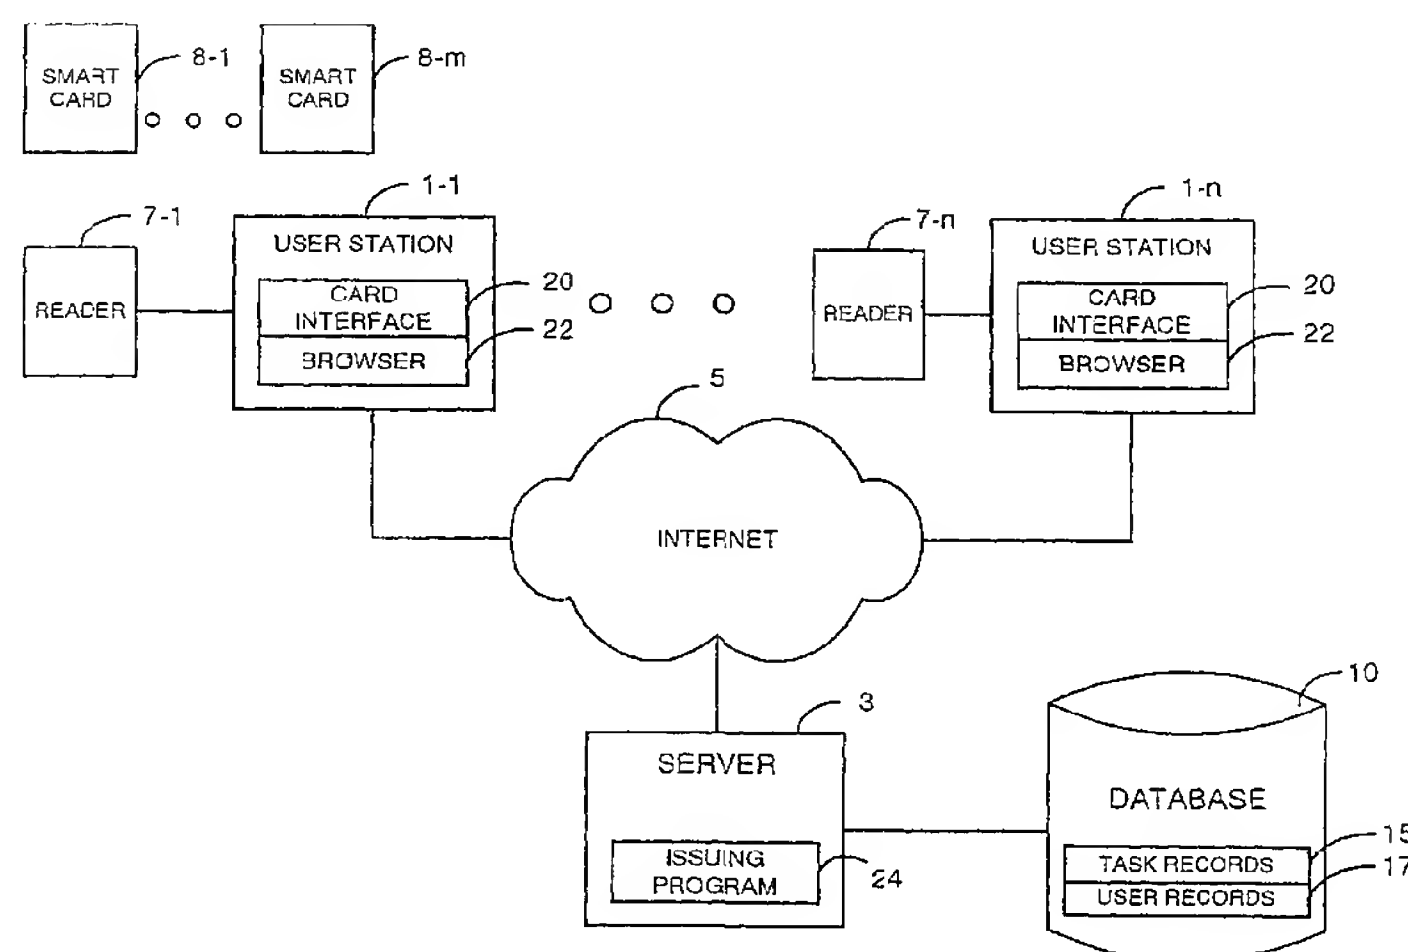 SMART
CARD
8-1
SMART
CARD
8-m
7-1
READER
1-1
USER STATION
CARD
INTERFACE
20
BROWSER
22
7-n
READER
1-n
USER STATION
CARD
INTERFACE
20
BROWSER
22
5
INTERNET
3
SERVER
ISSUING
PROGRAM
24
10
DATABASE
TASK RECORDS
15
USER RECORDS
17